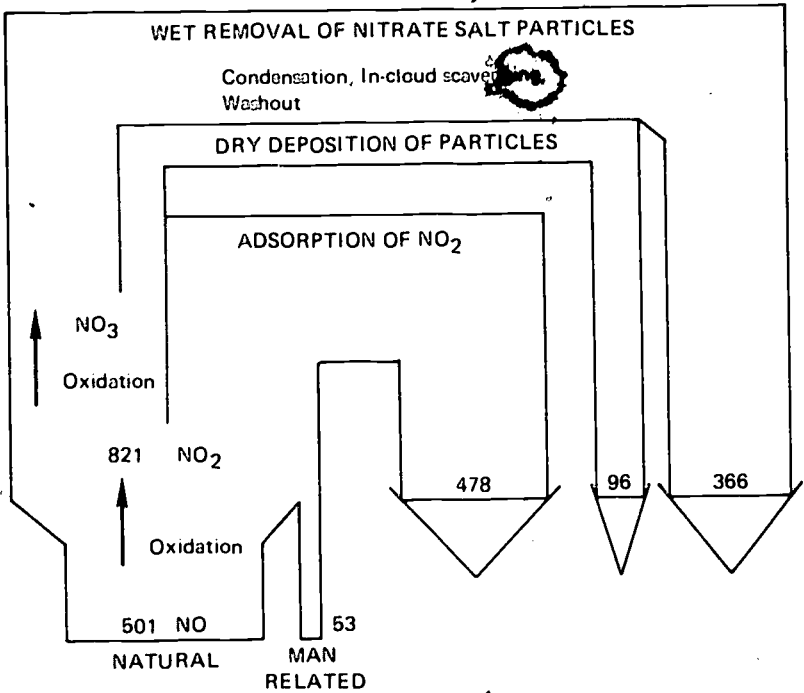 WET REMOVAL OF NITRATE SALT PARTICLES
Condensation, In-cloud
Washout
DRY DEPOSITION OF PARTICLES
ADSORPTION OF NO2
NO3
Oxidation
821 NO2
478
96
366
Oxidation
501 NO
53
NATURAL
MAN
RELATED